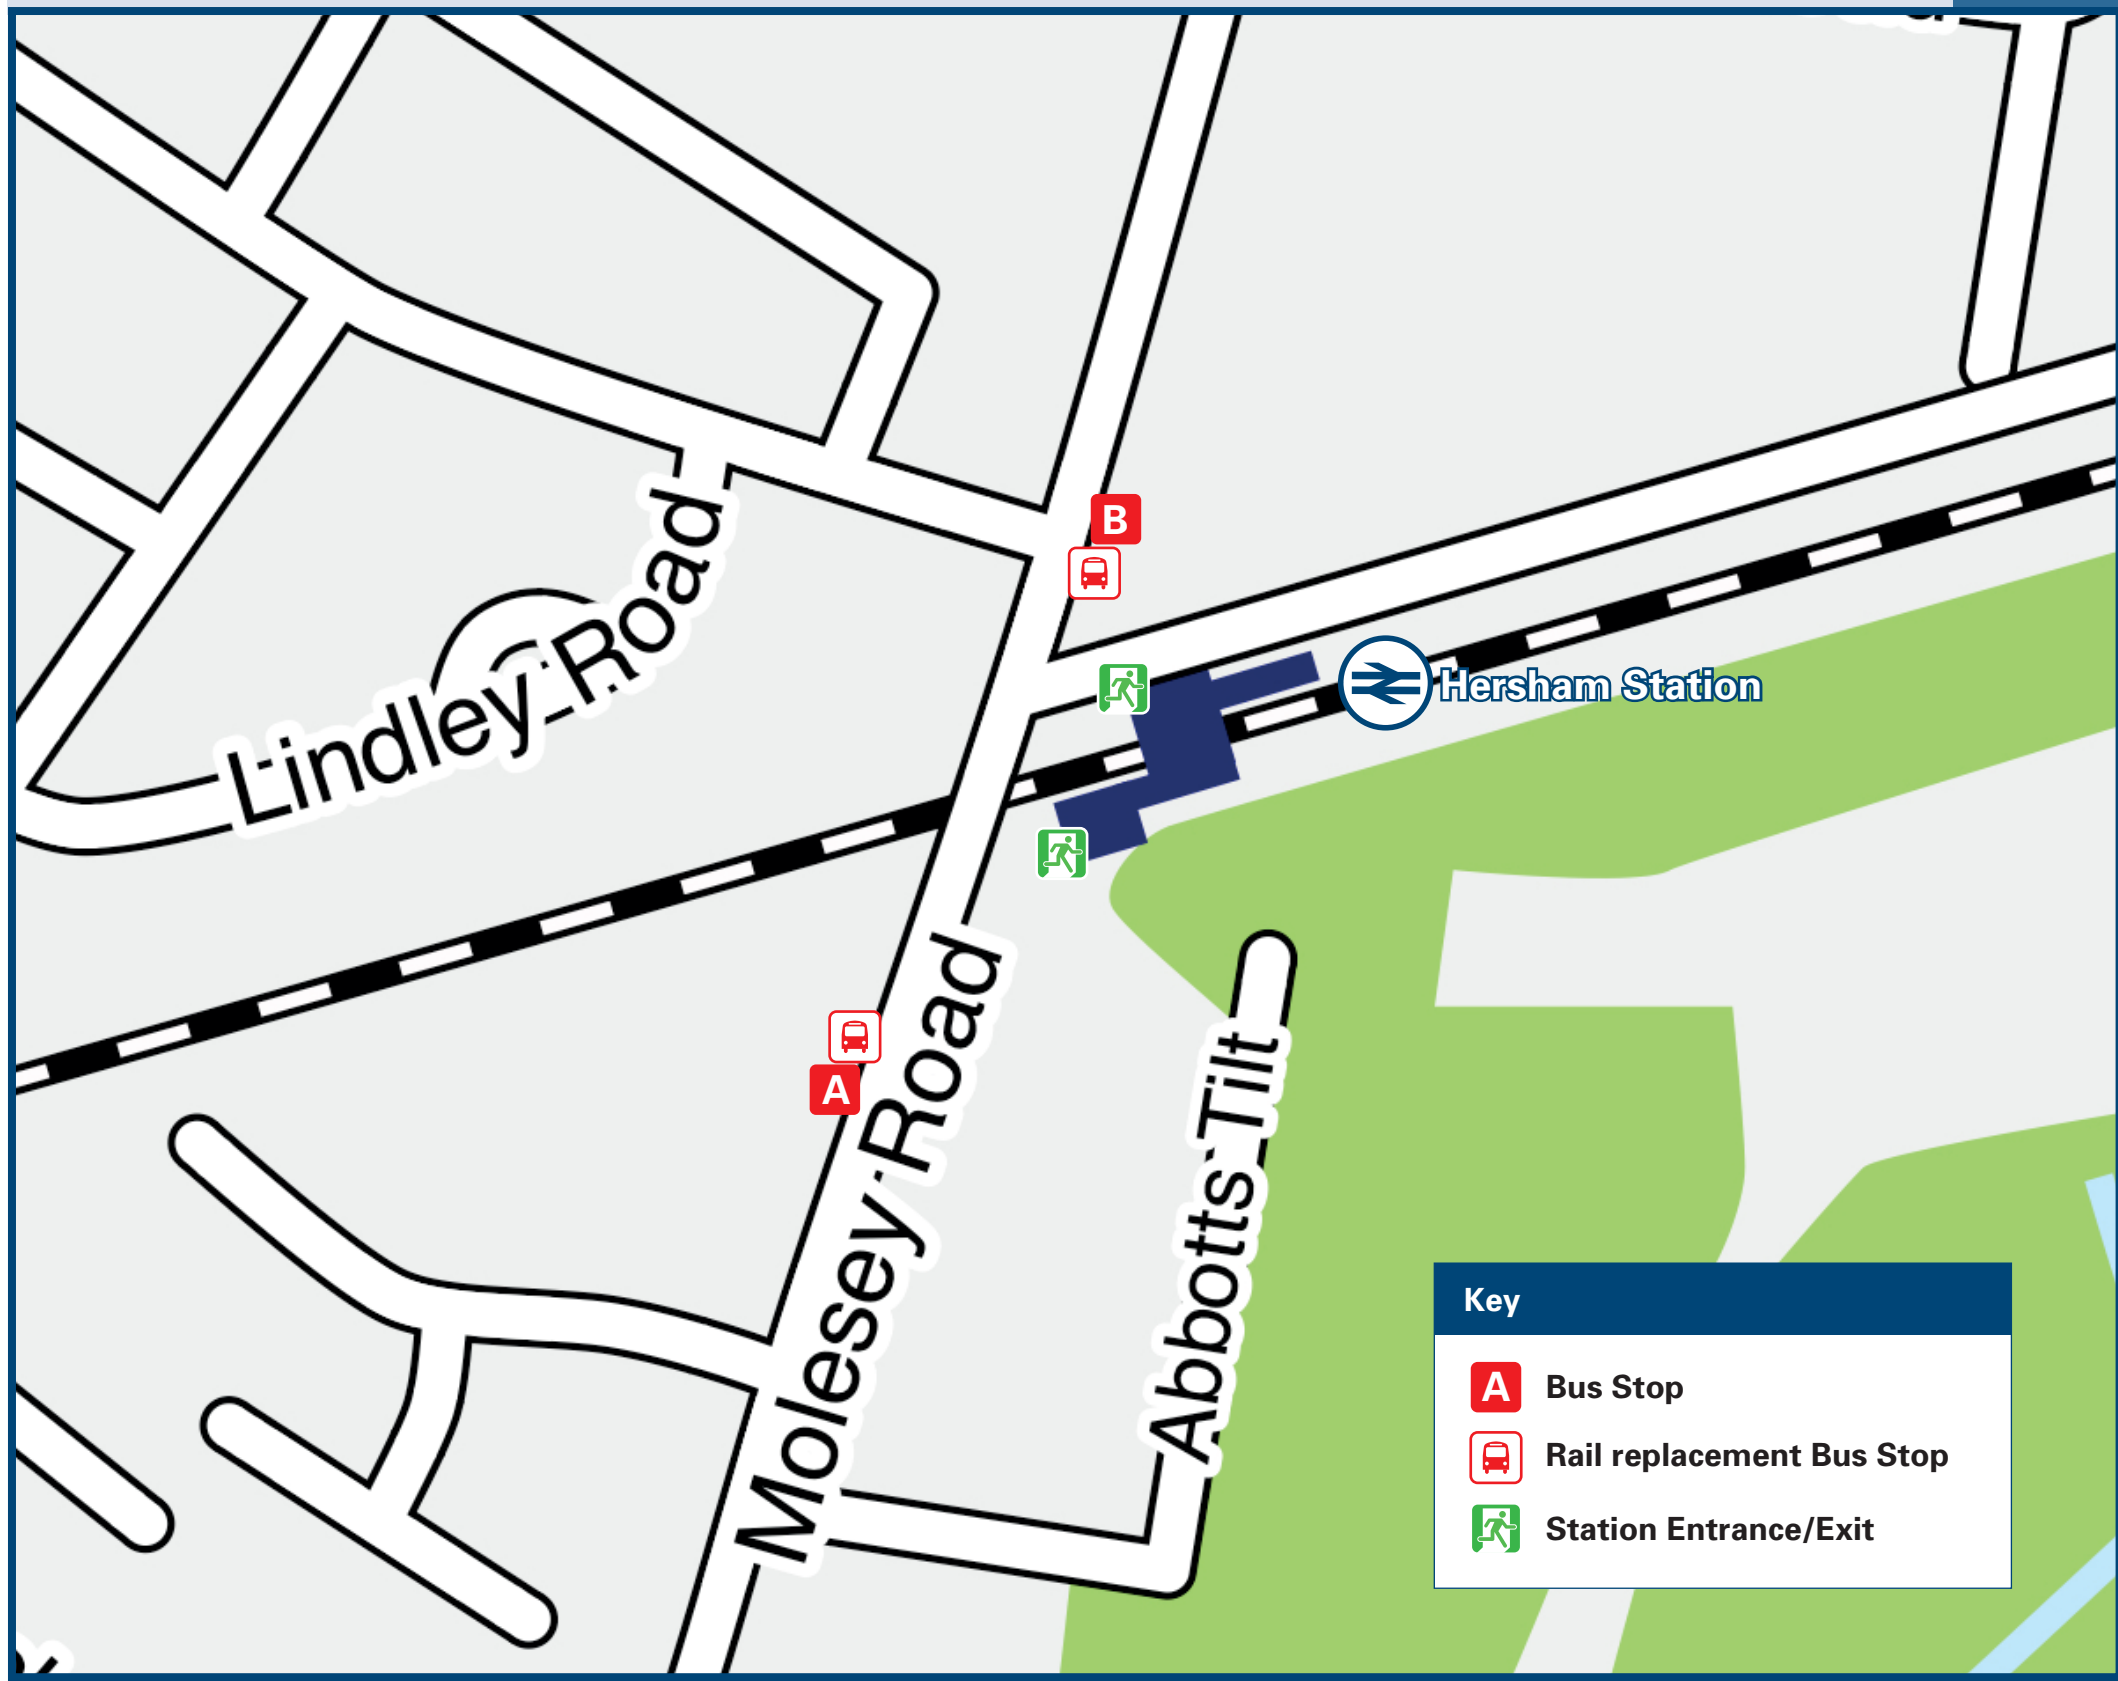 B
Lindley Road
Hersham Station
A
Molesey Road
Abbotts Tilt
Key
A Bus Stop
Rail replacement Bus Stop
Station Entrance/Exit